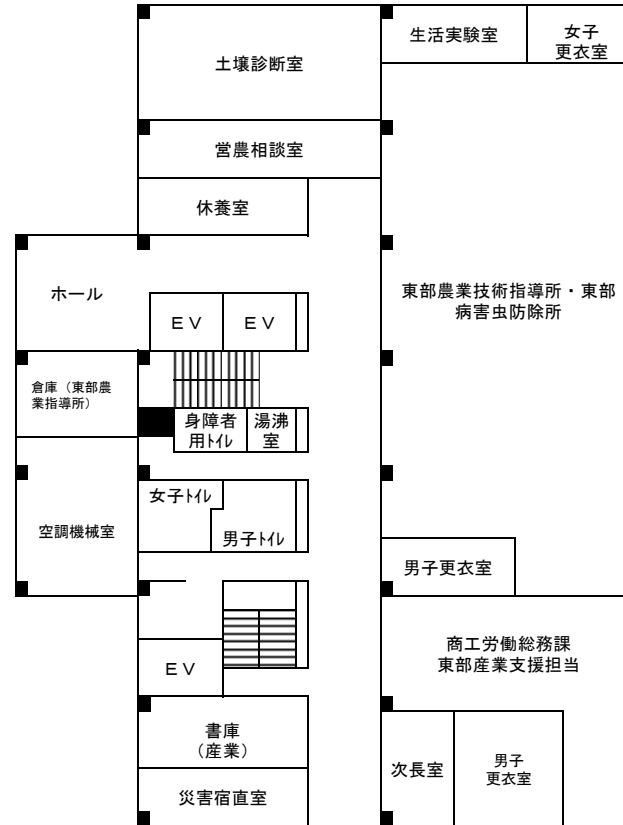 土壌診断室
生活実験室
女子
更衣室
営農相談室
休養室
ホール
ＥＶ
ＥＶ
東部農業技術指導所・東部
病害虫防除所
倉庫（東部農
業指導所）
身障者
用ﾄｲﾚ
湯沸
室
女子ﾄｲﾚ
男子ﾄｲﾚ
空調機械室
男子更衣室
商工労働総務課
東部産業支援担当
ＥＶ
書庫
（産業）
次長室
男子
更衣室
災害宿直室